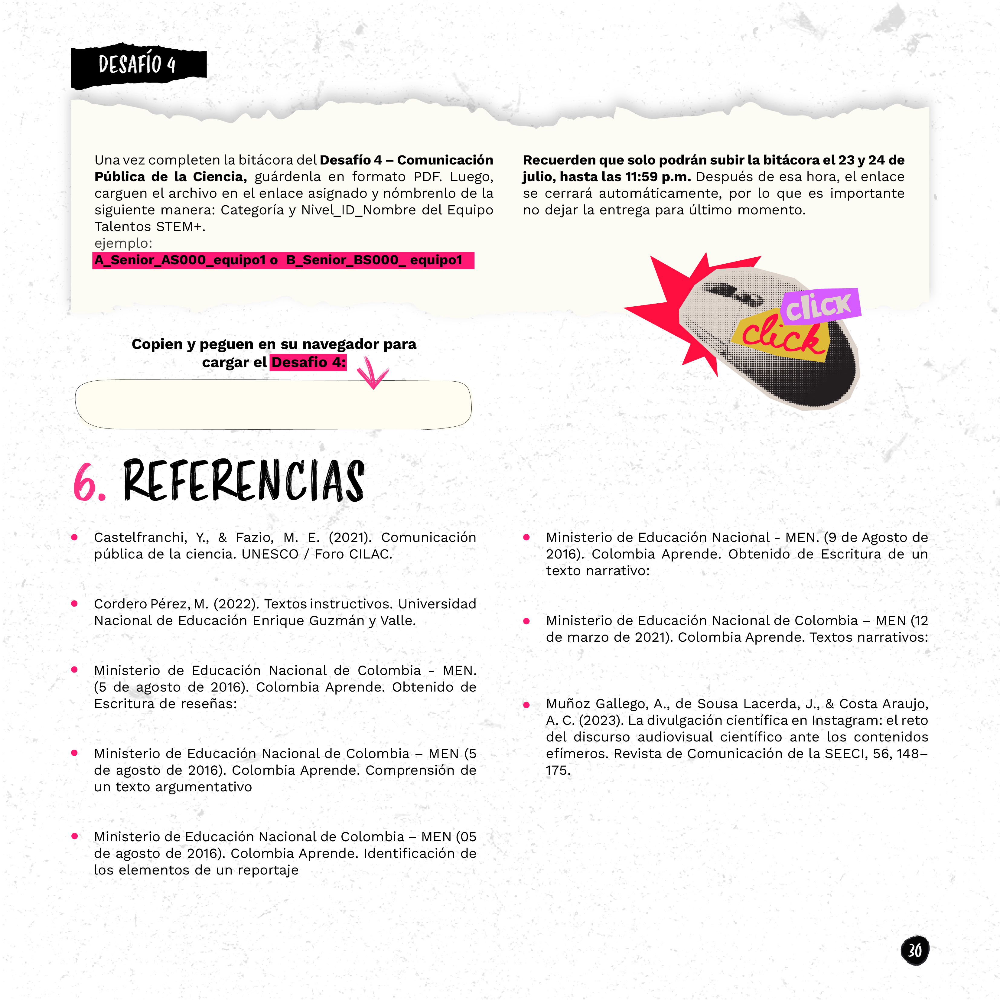 DESAFÍO 4
Una vez completen la bitácora del Desafío 4 – Comunicación
Pública de la Ciencia, guárdenla en formato PDF. Luego,
carguen el archivo en el enlace asignado y nómbrenlo de la
siguiente manera: Categoría y Nivel_ID_Nombre del Equipo
Talentos STEM+.
ejemplo:
A_Senior_AS000_equipo1 o B_Senior_BS000_ equipo1
Recuerden que solo podrán subir la bitácora el 23 y 24 de
julio, hasta las 11:59 p.m. Después de esa hora, el enlace
se cerrará automáticamente, por lo que es importante
no dejar la entrega para último momento.
click
click
Copien y peguen en su navegador para
cargar el Desafio 4:
6. REFERENCIAS
Castelfranchi, Y., & Fazio, M. E. (2021). Comunicación
pública de la ciencia. UNESCO / Foro CILAC.
Cordero Pérez, M. (2022). Textos instructivos. Universidad
Nacional de Educación Enrique Guzmán y Valle.
Ministerio de Educación Nacional de Colombia - MEN.
(5 de agosto de 2016). Colombia Aprende. Obtenido de
Escritura de reseñas:
Ministerio de Educación Nacional de Colombia – MEN (5
de agosto de 2016). Colombia Aprende. Comprensión de
un texto argumentativo
Ministerio de Educación Nacional de Colombia – MEN (05
de agosto de 2016). Colombia Aprende. Identificación de
los elementos de un reportaje
Ministerio de Educación Nacional - MEN. (9 de Agosto de
2016). Colombia Aprende. Obtenido de Escritura de un
texto narrativo:
Ministerio de Educación Nacional de Colombia – MEN (12
de marzo de 2021). Colombia Aprende. Textos narrativos:
Muñoz Gallego, A., de Sousa Lacerda, J., & Costa Araujo,
A. C. (2023). La divulgación científica en Instagram: el reto
del discurso audiovisual científico ante los contenidos
efímeros. Revista de Comunicación de la SEECI, 56, 148–
175.
30